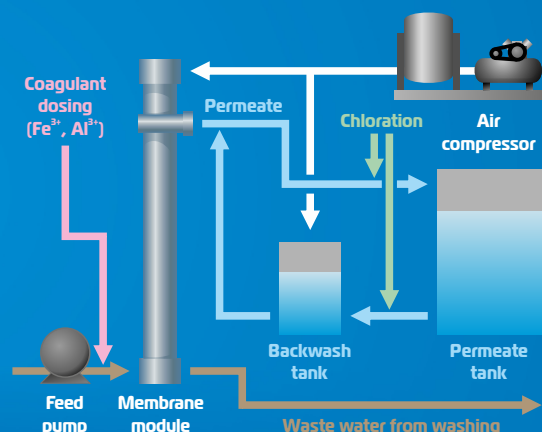 Coagulant
dosing
(Fe³⁺, Al³⁺)
Permeate
Chloration
Air
compressor
Backwash
tank
Permeate
tank
Feed
pump
Membrane
module
Waste water from washing